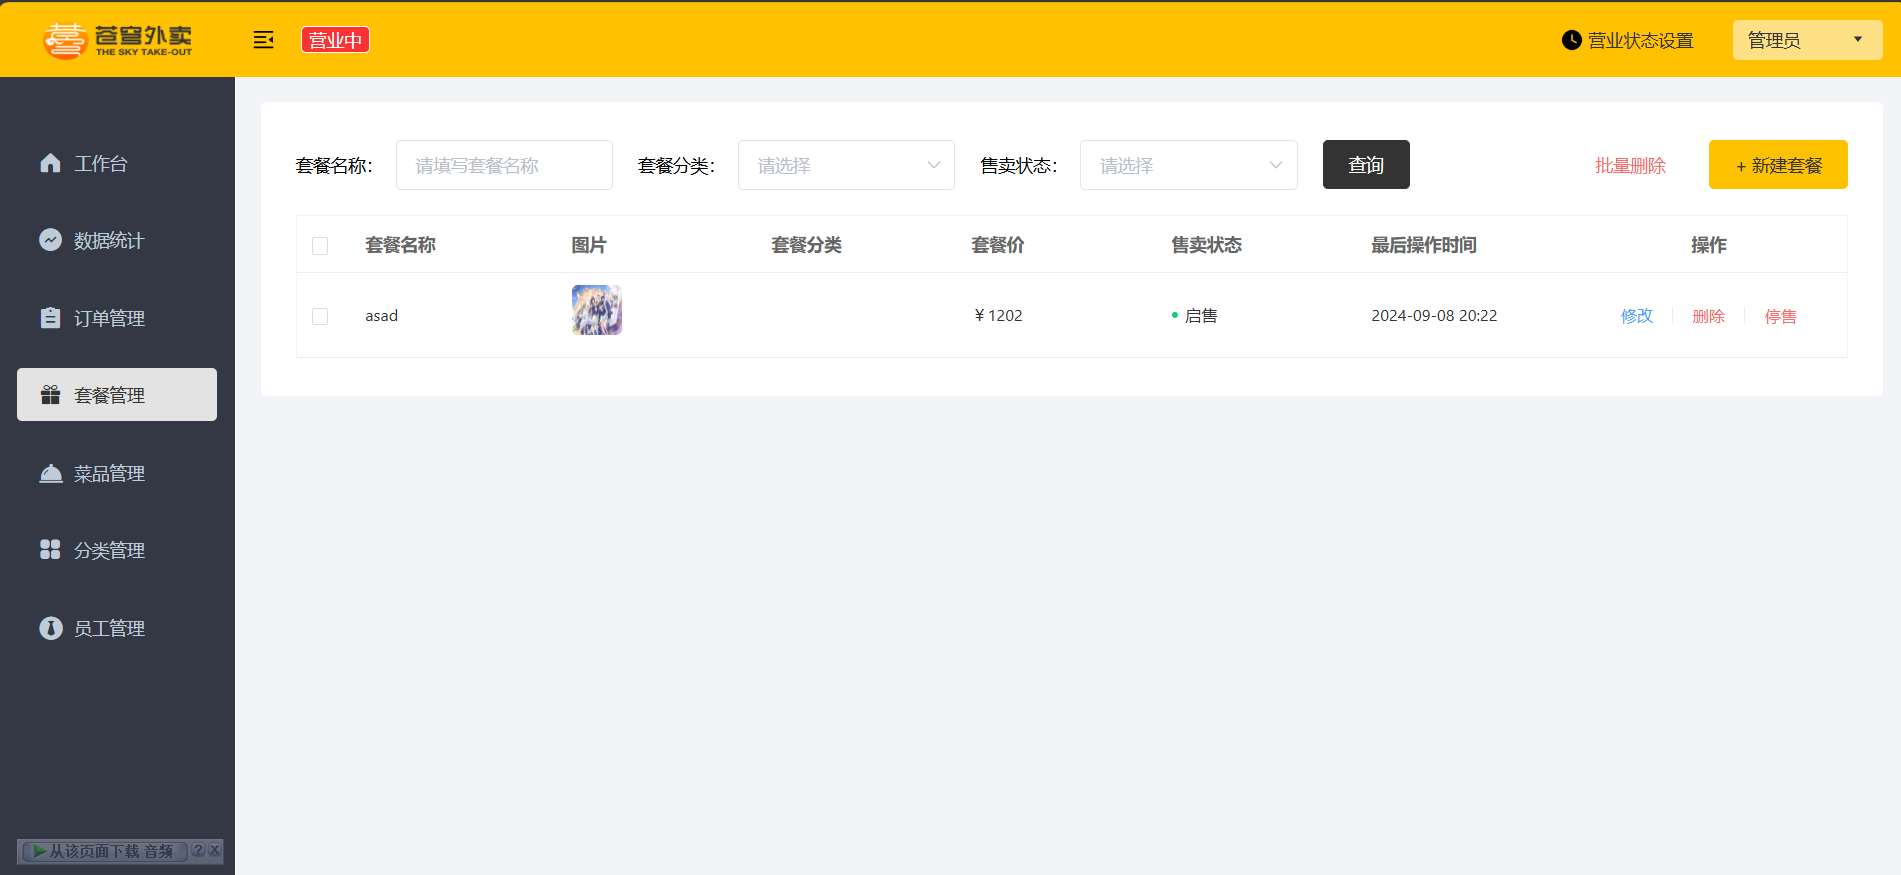 苍穹外卖
THE SKY TAKE-OUT
营业中
营业状态设置
管理员
工作台
数据统计
订单管理
套餐管理
菜品管理
分类管理
员工管理
套餐名称： 请填写套餐名称 套餐分类： 请选择 售卖状态： 请选择 查询 批量删除 + 新建套餐
套餐名称 图片 套餐分类 套餐价 售卖状态 最后操作时间 操作
asad ￥1202 启售 2024-09-08 20:22 修改 删除 停售
从该页面下载 音频 ?